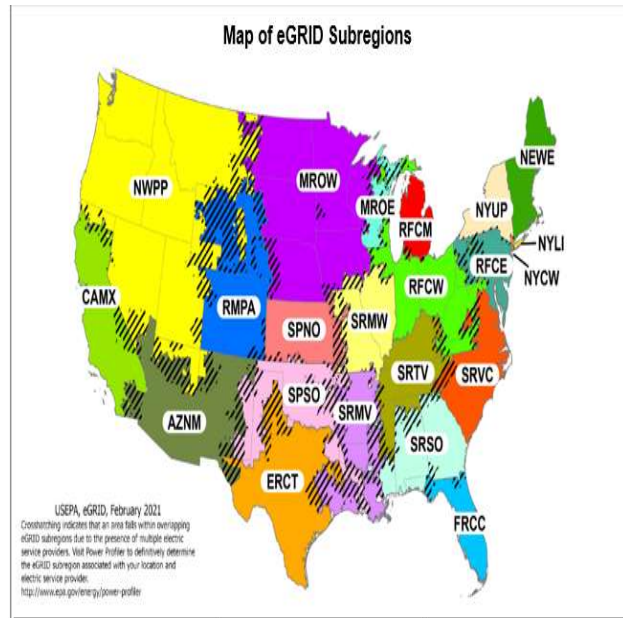 Map of eGRID Subregions
NEWE
NWPP
MROW
NYUP
MROE
RFCM
NYLI
RFCE
NYCW
CAMX
RMPA
RFCW
SPNO
SRMW
SRTV
SRVC
SPSO
SRMV
AZNM
SRSO
ERCT
FRCC
USEPA, eGRID, February 2021
Crosshatching indicates that an area falls within overlapping
eGRID subregions due to the presence of multiple electric
service providers. Visit Power Profiler to definitively determine
the eGRID subregion associated with your location and
electric service provider.
http://www.epa.gov/energy/power-profiler